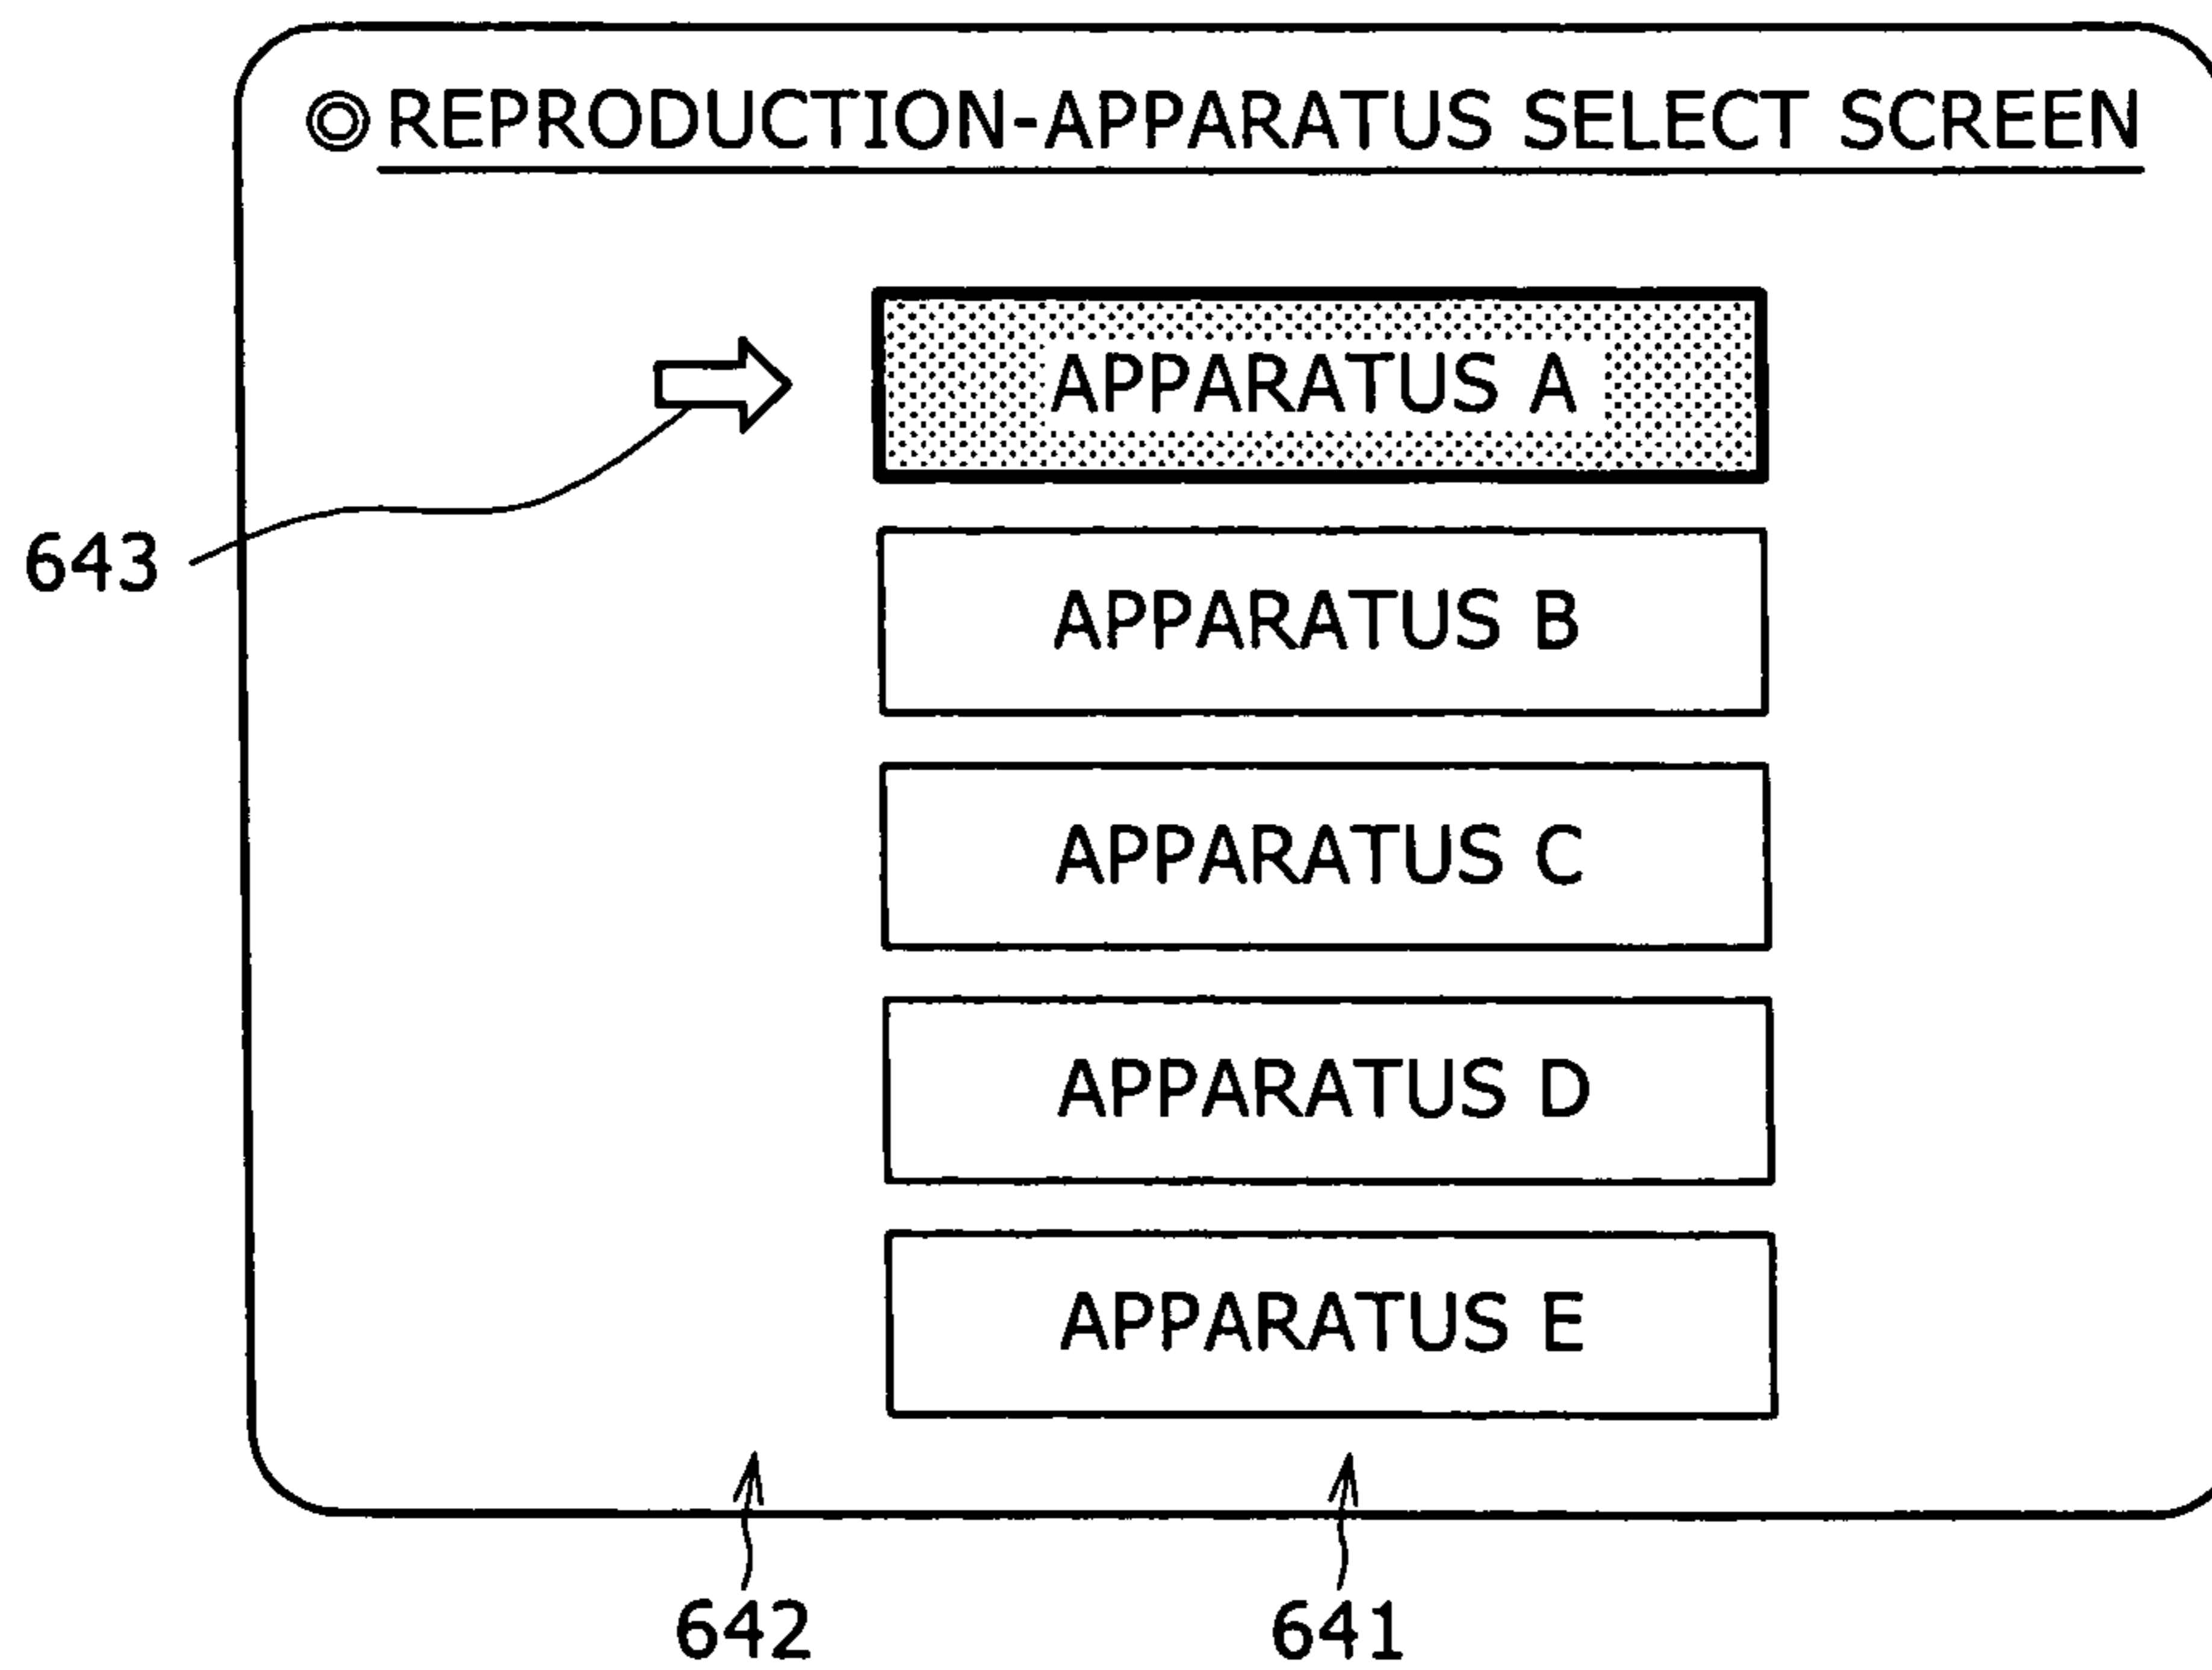 ◎REPRODUCTION-APPARATUS SELECT SCREEN
APPARATUS A
643
APPARATUS B
APPARATUS C
APPARATUS D
APPARATUS E
642 641